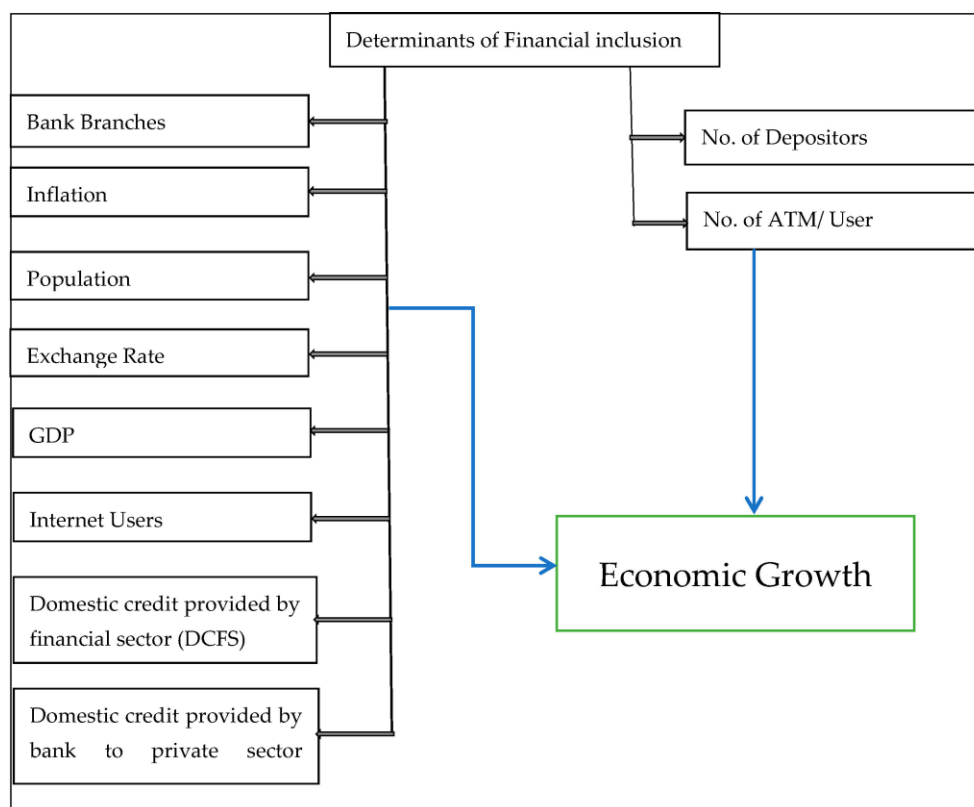 Determinants of Financial inclusion
Bank Branches
Inflation
Population
Exchange Rate
GDP
Internet Users
Domestic credit provided by
financial sector (DCFS)
Domestic credit provided by
bank to private sector
No. of Depositors
No. of ATM/ User
Economic Growth